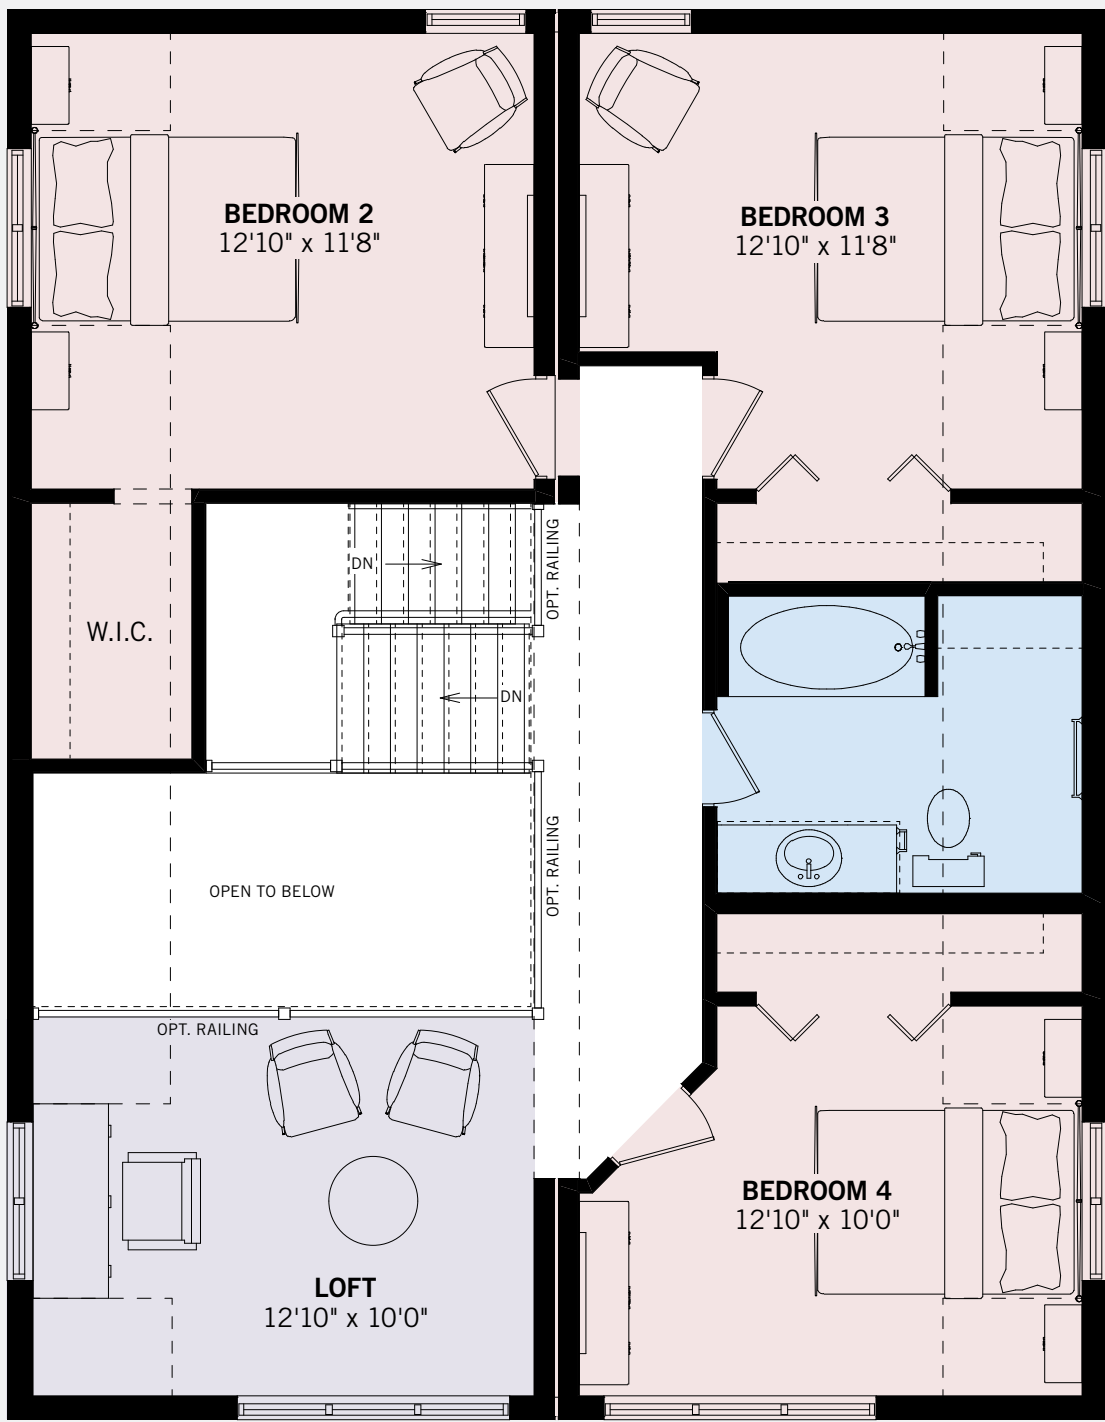 BEDROOM 2
12'10" x 11'8"
BEDROOM 3
12'10" x 11'8"
OPT. RAILING
DN
W.I.C.
DN
OPT. RAILING
OPEN TO BELOW
OPT. RAILING
BEDROOM 4
12'10" x 10'0"
LOFT
12'10" x 10'0"